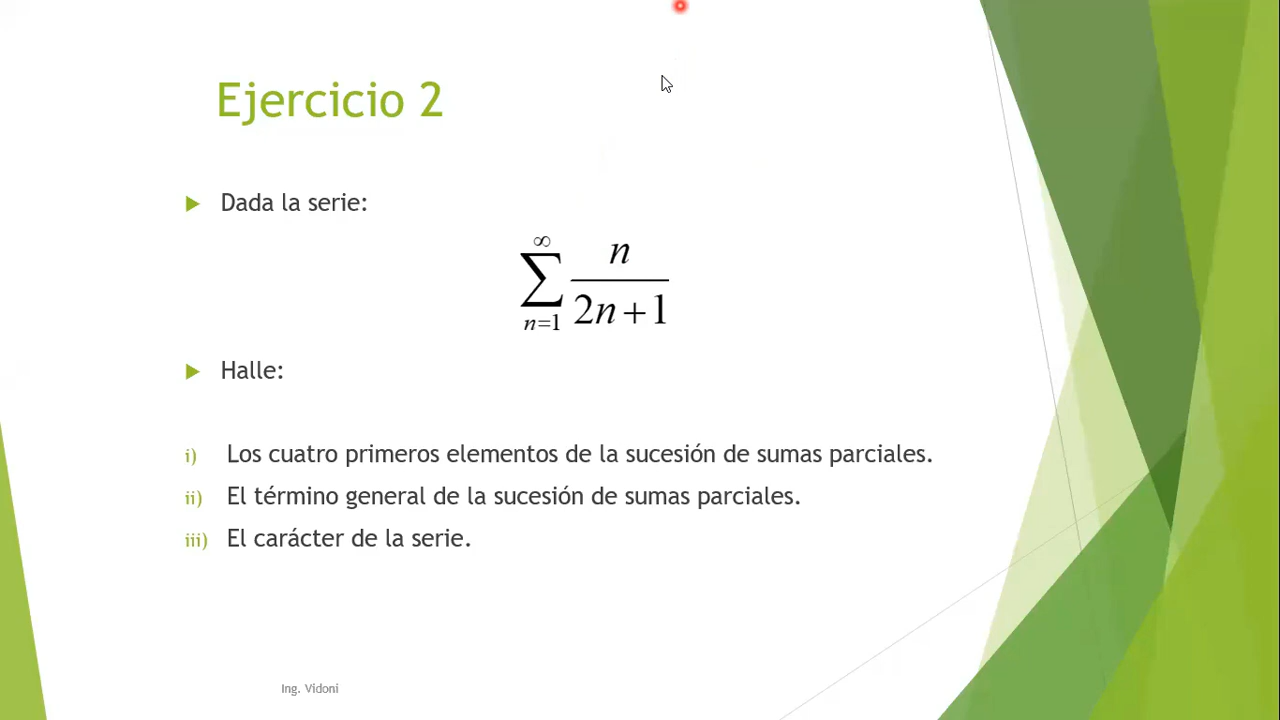 Ejercicio 2
Dada la serie:
∞
∑ n / (2n+1)
n=1
Halle:
i) Los cuatro primeros elementos de la sucesión de sumas parciales.
ii) El término general de la sucesión de sumas parciales.
iii) El carácter de la serie.
Ing. Vidoni